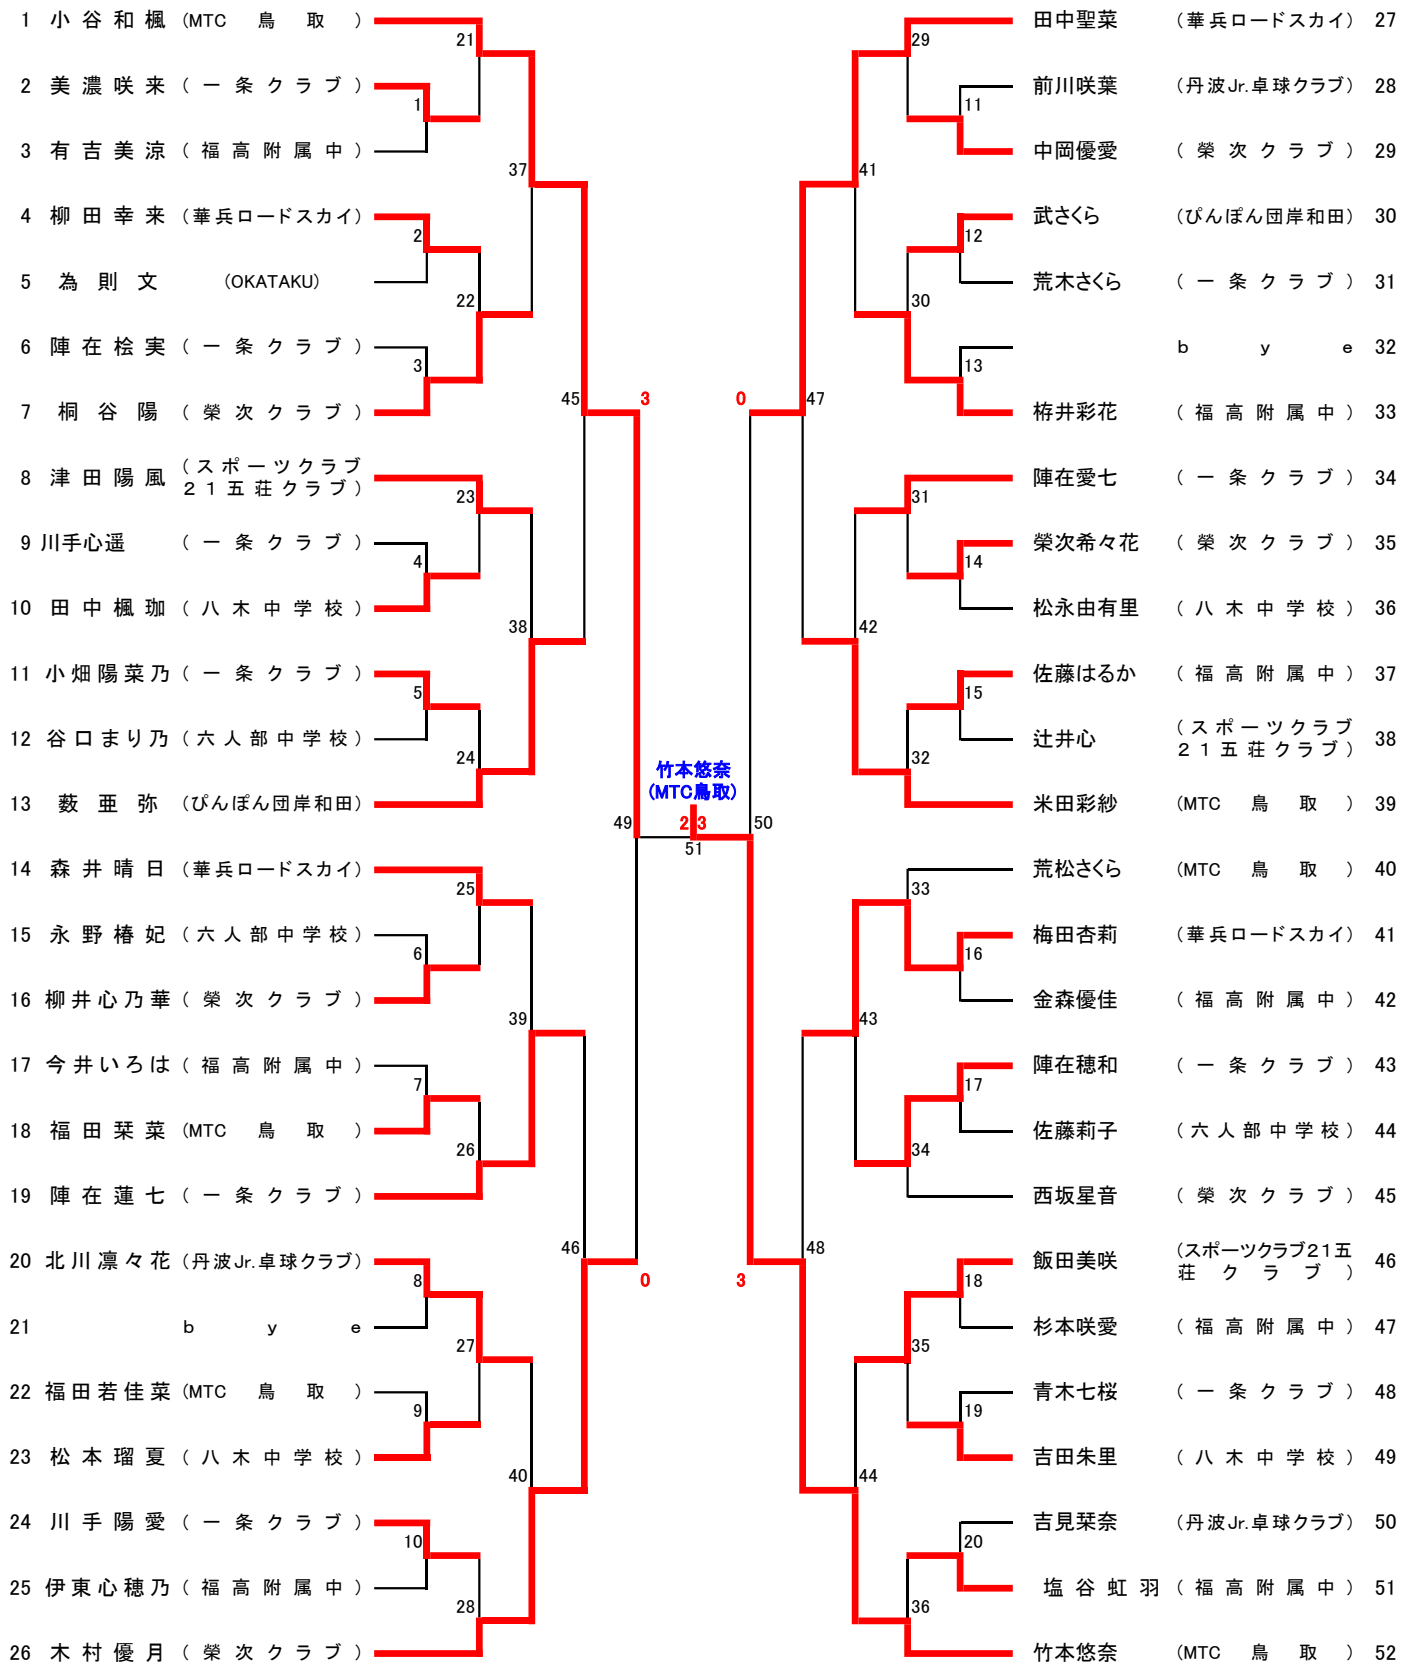 1 小谷和楓 (MTC 鳥取)
2 美濃咲来 (一条クラブ)
3 有吉美涼 (福高附属中)
4 柳田幸来 (華兵ロードスカイ)
5 為則文 (OKATAKU)
6 陣在桧実 (一条クラブ)
7 桐谷陽 (榮次クラブ)
8 津田陽風 (スポーツクラブ
21五荘クラブ)
9 川手心遥 (一条クラブ)
10 田中楓珈 (八木中学校)
11 小畑陽菜乃 (一条クラブ)
12 谷口まり乃 (六人部中学校)
13 薮亜弥 (ぴんぽん団岸和田)
14 森井晴日 (華兵ロードスカイ)
15 永野椿妃 (六人部中学校)
16 柳井心乃華 (榮次クラブ)
17 今井いろは (福高附属中)
18 福田栞菜 (MTC 鳥取)
19 陣在蓮七 (一条クラブ)
20 北川凛々花 (丹波Jr.卓球クラブ)
21 bye
22 福田若佳菜 (MTC 鳥取)
23 松本瑠夏 (八木中学校)
24 川手陽愛 (一条クラブ)
25 伊東心穂乃 (福高附属中)
26 木村優月 (榮次クラブ)
1
2
3
4
5
6
7
8
9
10
21
22
23
24
25
26
27
28
37
38
39
40
45
46
3
0
49
竹本悠奈
(MTC鳥取)
2 3
51
50
0
3
47
48
41
42
43
44
29
30
31
32
33
34
35
36
11
12
13
14
15
16
17
18
19
20
田中聖菜 (華兵ロードスカイ) 27
前川咲葉 (丹波Jr.卓球クラブ) 28
中岡優愛 (榮次クラブ) 29
武さくら (ぴんぽん団岸和田) 30
荒木さくら (一条クラブ) 31
bye 32
栫井彩花 (福高附属中) 33
陣在愛七 (一条クラブ) 34
榮次希々花 (榮次クラブ) 35
松永由有里 (八木中学校) 36
佐藤はるか (福高附属中) 37
辻井心 (スポーツクラブ
21五荘クラブ) 38
米田彩紗 (MTC 鳥取) 39
荒松さくら (MTC 鳥取) 40
梅田杏莉 (華兵ロードスカイ) 41
金森優佳 (福高附属中) 42
陣在穂和 (一条クラブ) 43
佐藤莉子 (六人部中学校) 44
西坂星音 (榮次クラブ) 45
飯田美咲 (スポーツクラブ21五
荘クラブ) 46
杉本咲愛 (福高附属中) 47
青木七桜 (一条クラブ) 48
吉田朱里 (八木中学校) 49
吉見栞奈 (丹波Jr.卓球クラブ) 50
塩谷虹羽 (福高附属中) 51
竹本悠奈 (MTC 鳥取) 52